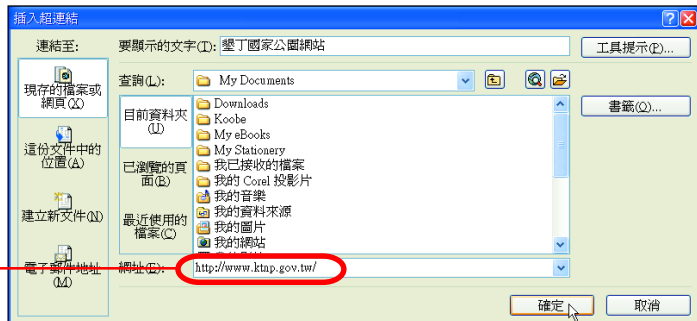 插入超連結
連結至:
要顯示的文字(T): 墾丁國家公園網站
工具提示(P)...
現存的檔案或網頁(X)
這份文件中的位置(A)
建立新文件(N)
電子郵件地址(M)
查詢(L): My Documents
書籤(O)...
目前資料夾(U)
已瀏覽的頁面(B)
最近使用的檔案(C)
Downloads
Koobe
My eBooks
My Stationery
我已接收的檔案
我的 Corel 投影片
我的音樂
我的資料來源
我的圖片
我的網站
網址(E): http://www.ktnp.gov.tw/
確定
取消